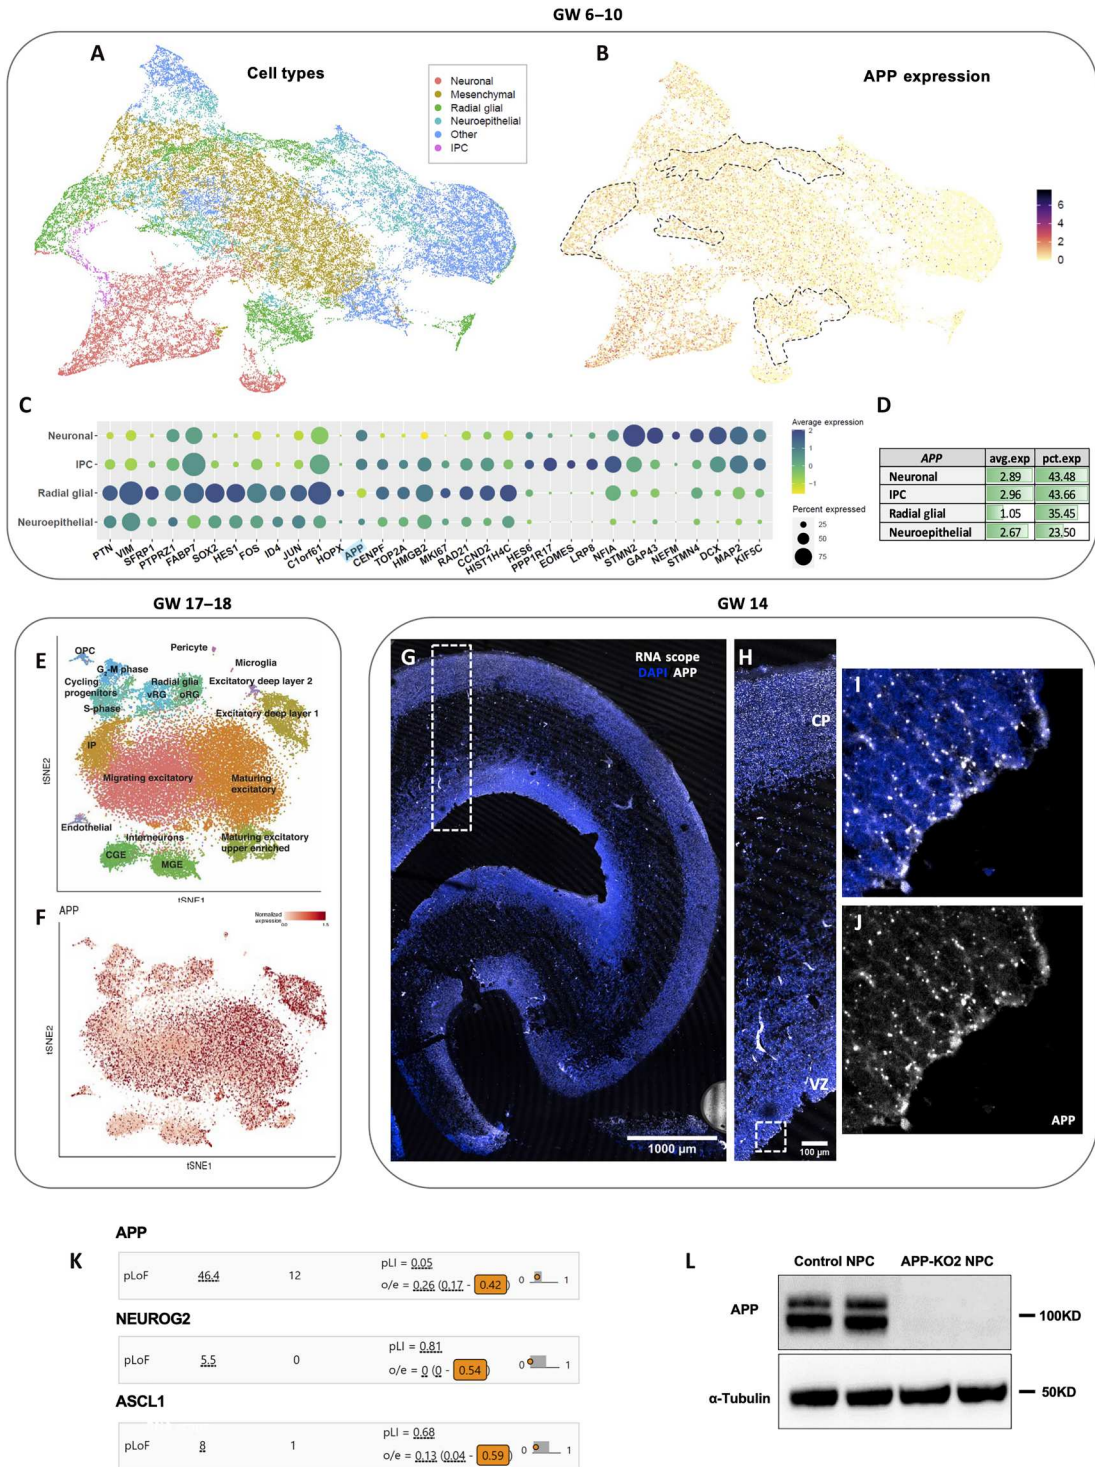 GW 6–10
A
Cell types
Neuronal
Mesenchymal
Radial glial
Neuroepithelial
Other
IPC
B
APP expression
6
4
2
0
C
Neuronal
IPC
Radial glial
Neuroepithelial
PTN VIM SFRP1 PTPRZ1 FABP7 SOX2 HES1 FOS ID4 JUN C1orf61 HOPX APP CENPF TOP2A HMGB2 MKI67 RAD21 CCND2 HIST1H4C HES6 PPP1R17 EOMES LRP8 NFIA STMN2 GAP43 NEFM STMN4 DCX MAP2 KIF5C
Average expression
2
1
0
−1
Percent expressed
25
50
75
D
APP avg.exp pct.exp
Neuronal 2.89 43.48
IPC 2.96 43.66
Radial glial 1.05 35.45
Neuroepithelial 2.67 23.50
GW 17–18
E
OPC
G2-M phase
Cycling progenitors
S-phase
Radial glia
vRG oRG
Pericyte
Microglia
Excitatory deep layer 2
Excitatory deep layer 1
IP
Migrating excitatory
Maturing excitatory
Endothelial
Interneurons
CGE
MGE
Maturing excitatory upper enriched
tSNE2
tSNE1
F
APP
Normalized expression
0.0 1.5
tSNE2
tSNE1
GW 14
G
RNA scope
DAPI APP
1000 µm
H
CP
VZ
100 µm
I
J
APP
K
APP
pLoF 46.4 12 pLI = 0.05
o/e = 0.26 (0.17 - 0.42) 0 1
NEUROG2
pLoF 5.5 0 pLI = 0.81
o/e = 0 (0 - 0.54) 0 1
ASCL1
pLoF 8 1 pLI = 0.68
o/e = 0.13 (0.04 - 0.59) 0 1
L
Control NPC APP-KO2 NPC
APP
100KD
α-Tubulin
50KD